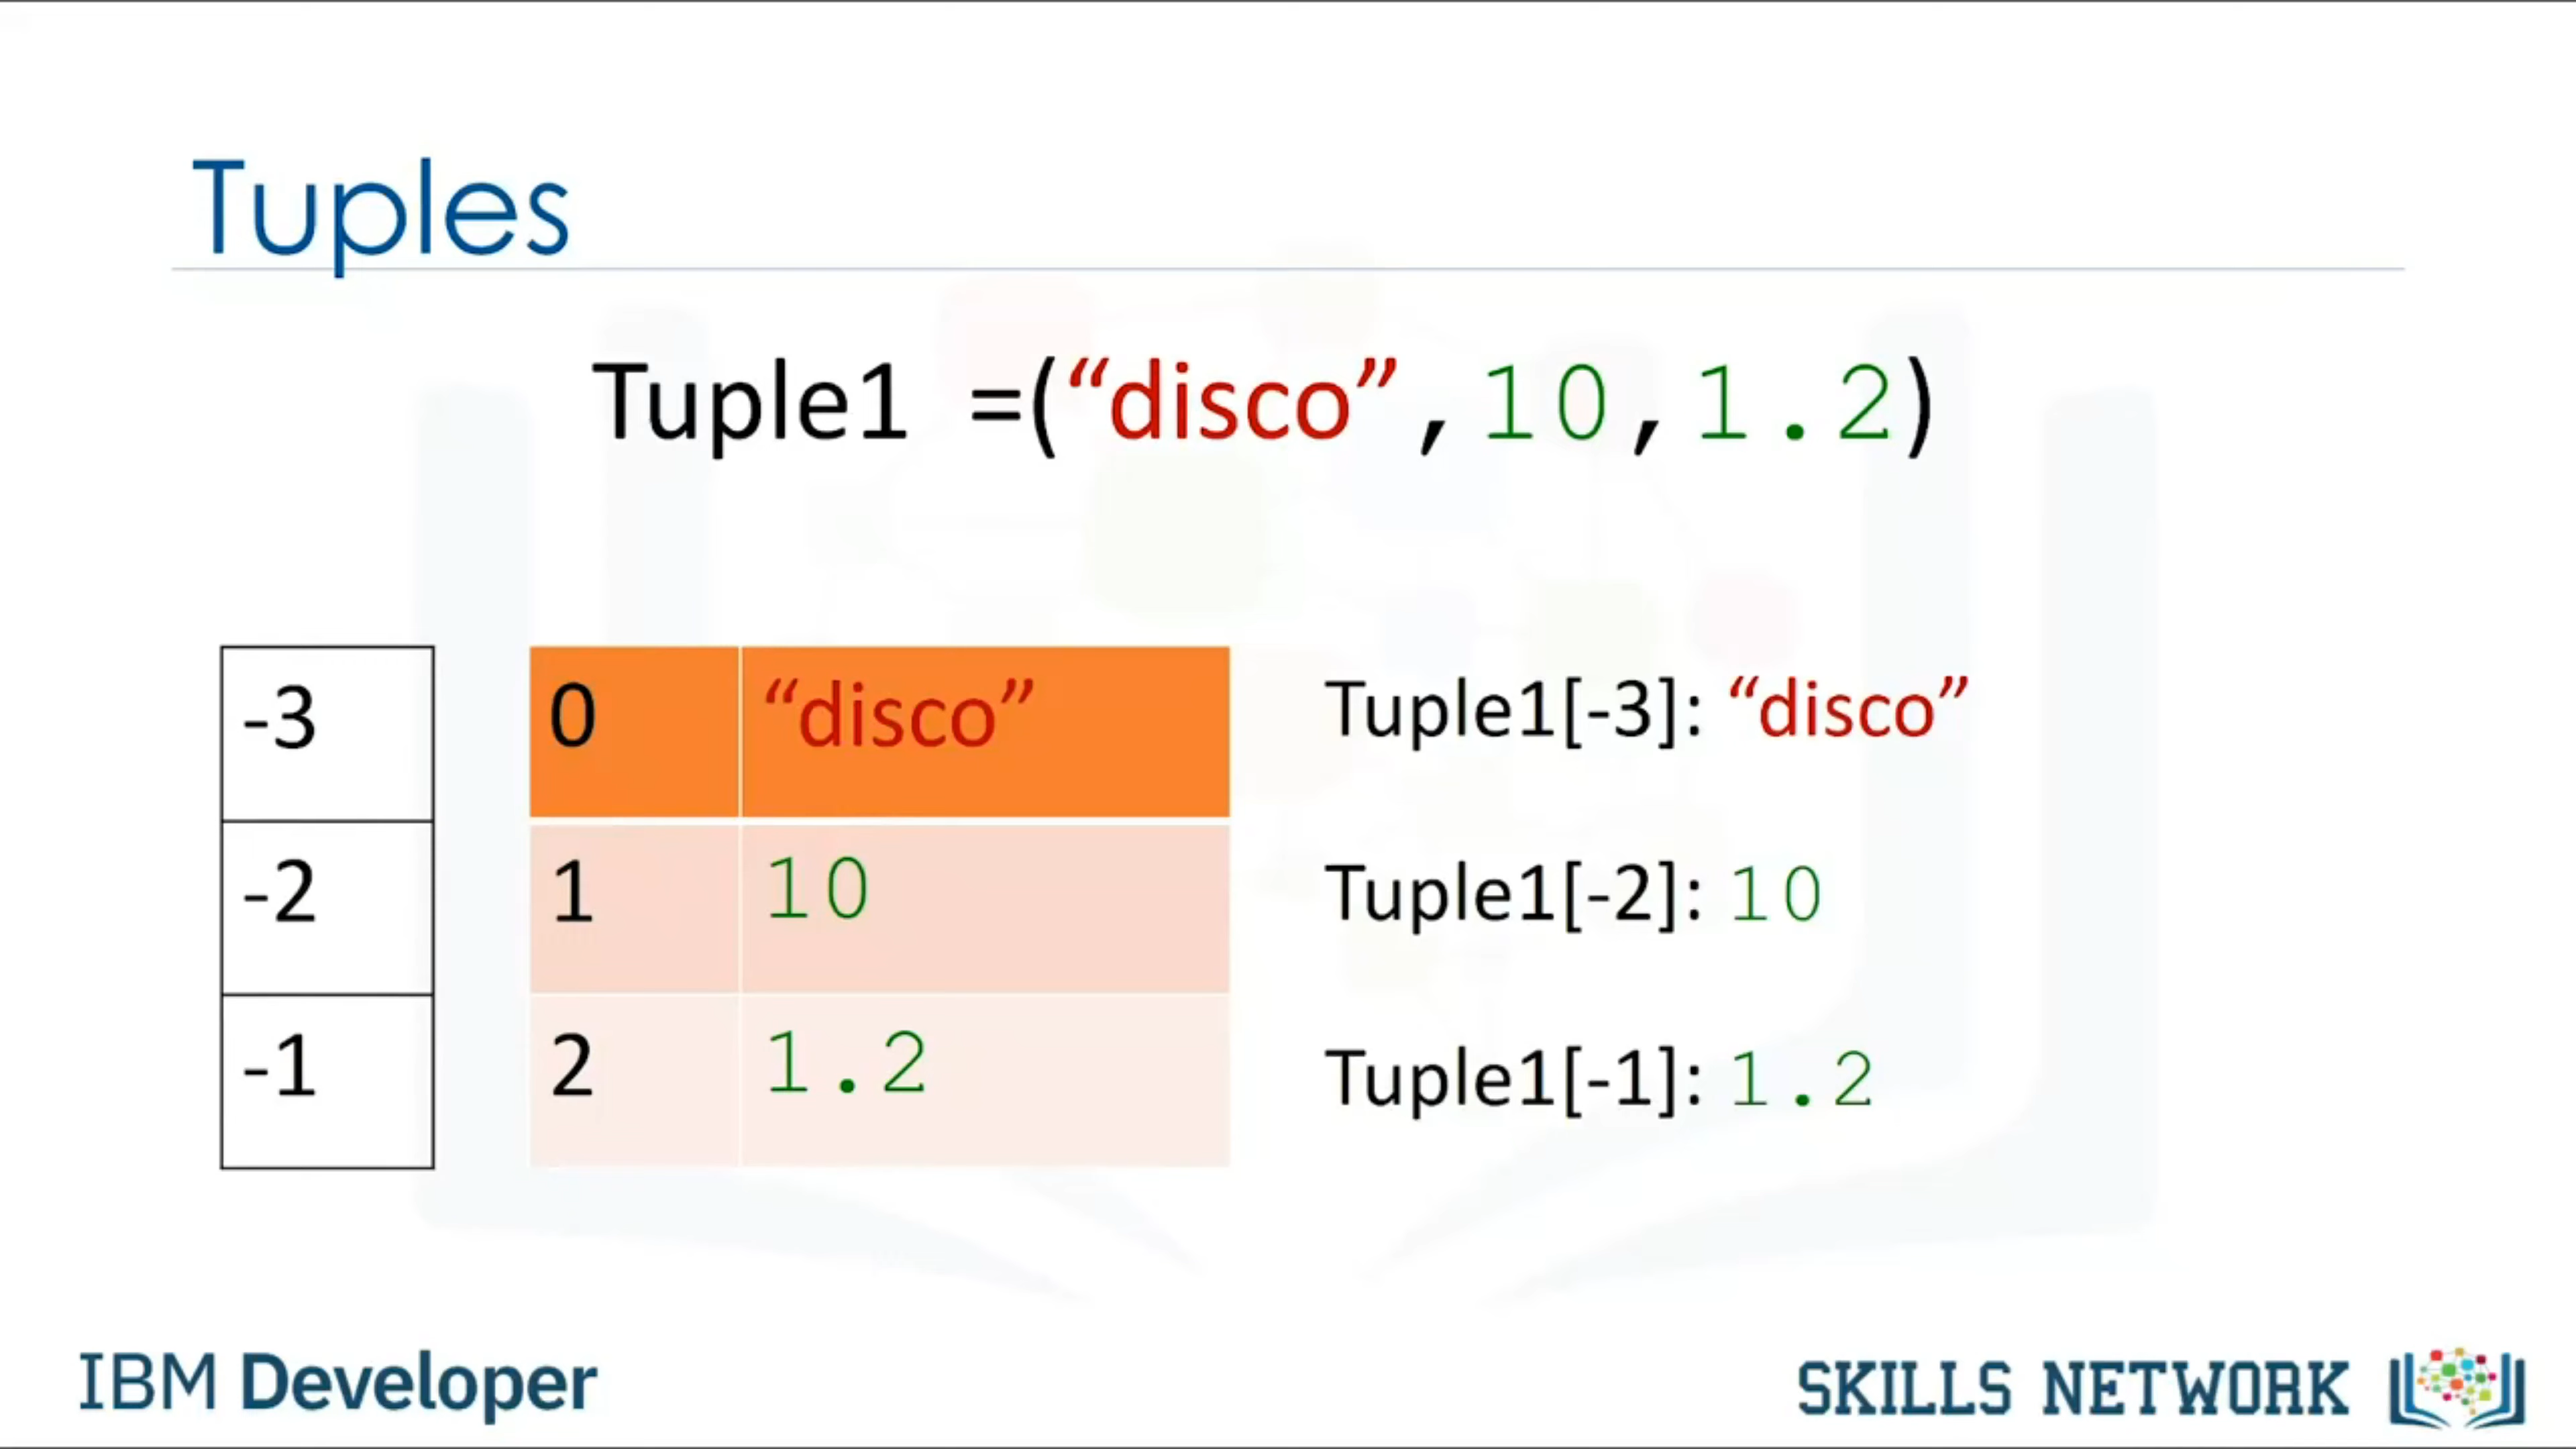 Tuples
Tuple1 =(“disco”,10,1.2)
-3 0 “disco” Tuple1[-3]: “disco”
-2 1 10 Tuple1[-2]: 10
-1 2 1.2 Tuple1[-1]: 1.2
IBM Developer SKILLS NETWORK